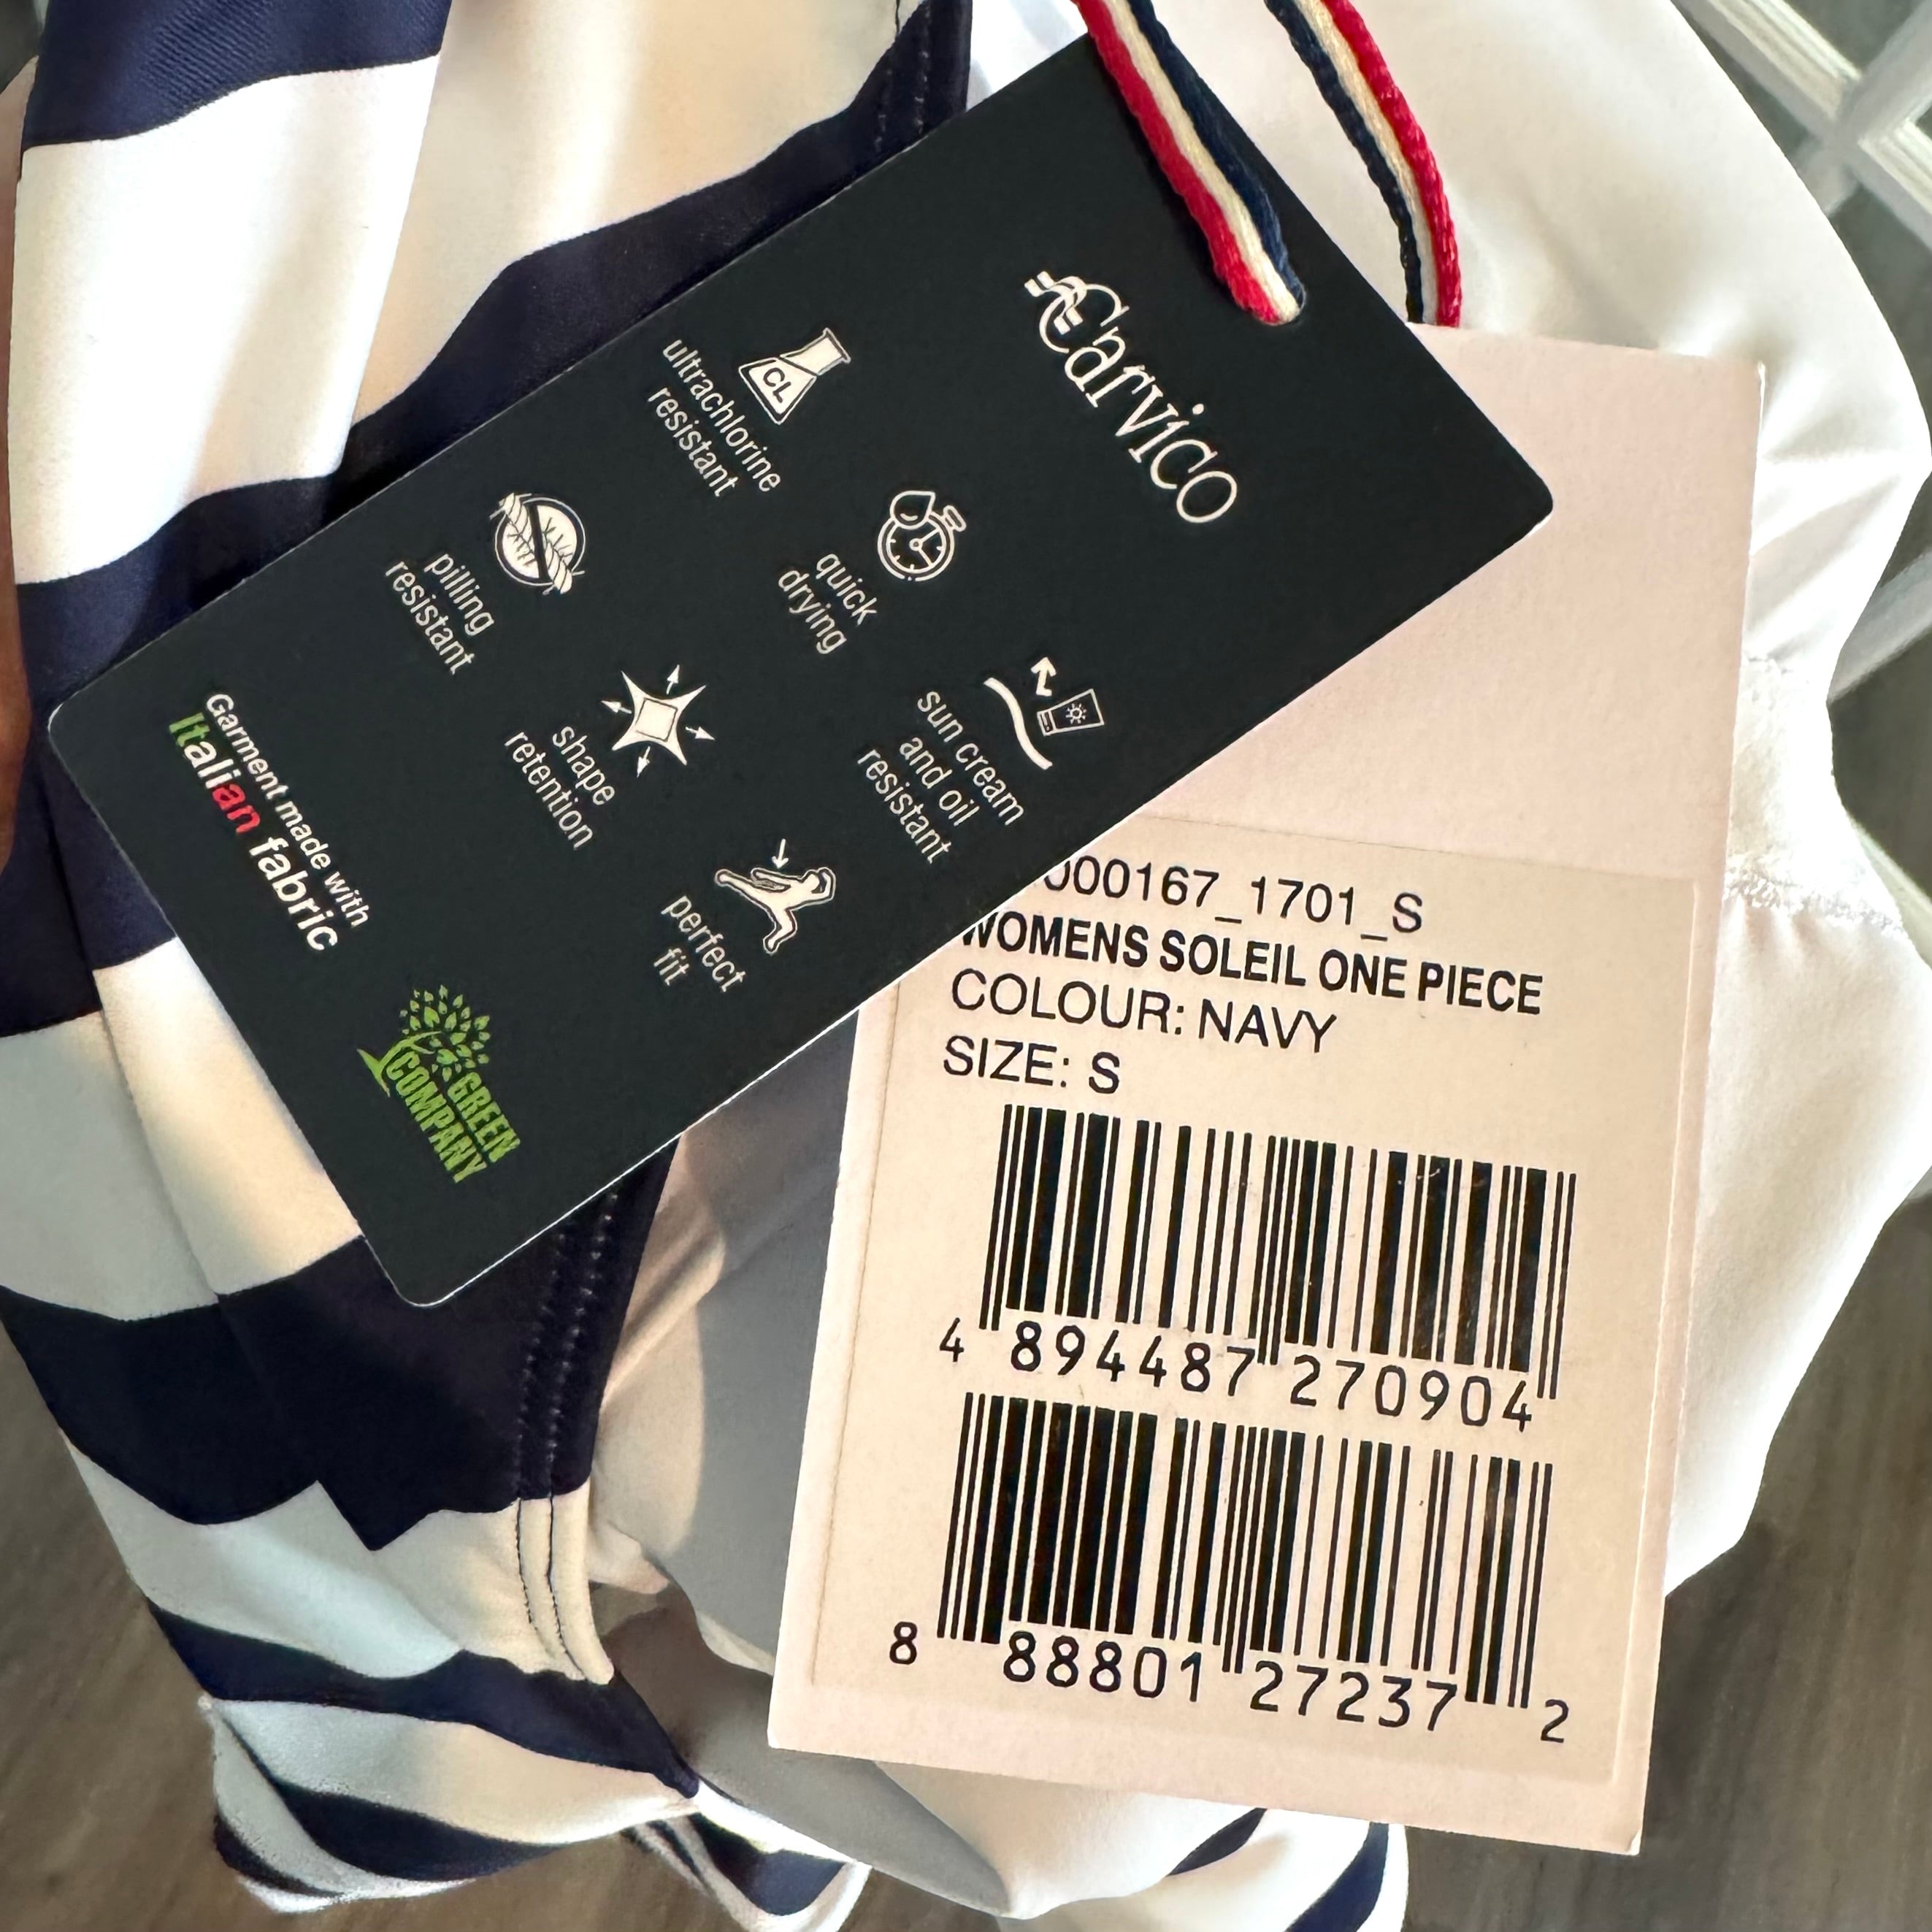 Carvico
CL
ultrachlorine
resistant
quick
drying
sun cream
and oil
resistant
pilling
resistant
shape
retention
perfect
fit
Garment made with
Italian fabric
GREEN
COMPANY
000167_1701_S
WOMENS SOLEIL ONE PIECE
COLOUR: NAVY
SIZE: S
4 894487 270904
8 88801 27237 2